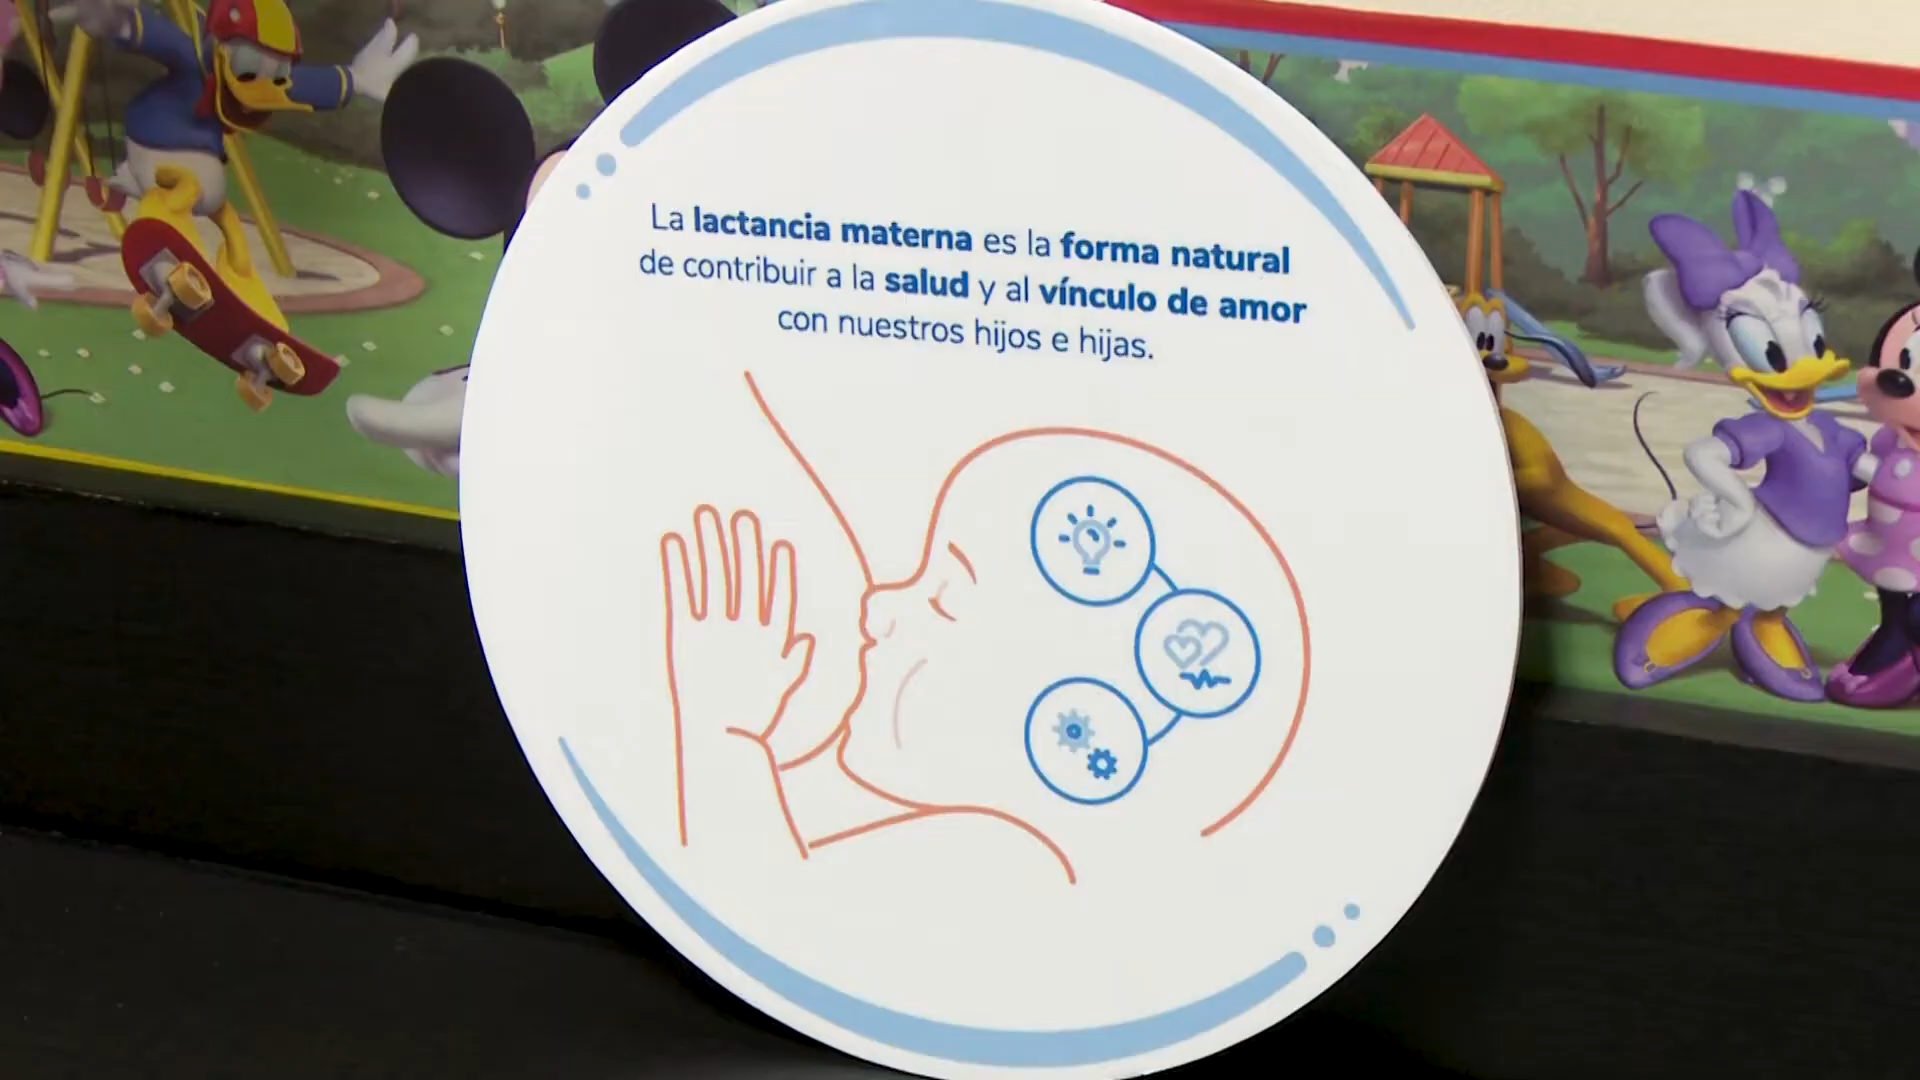 La lactancia materna es la forma natural
de contribuir a la salud y al vínculo de amor
con nuestros hijos e hijas.